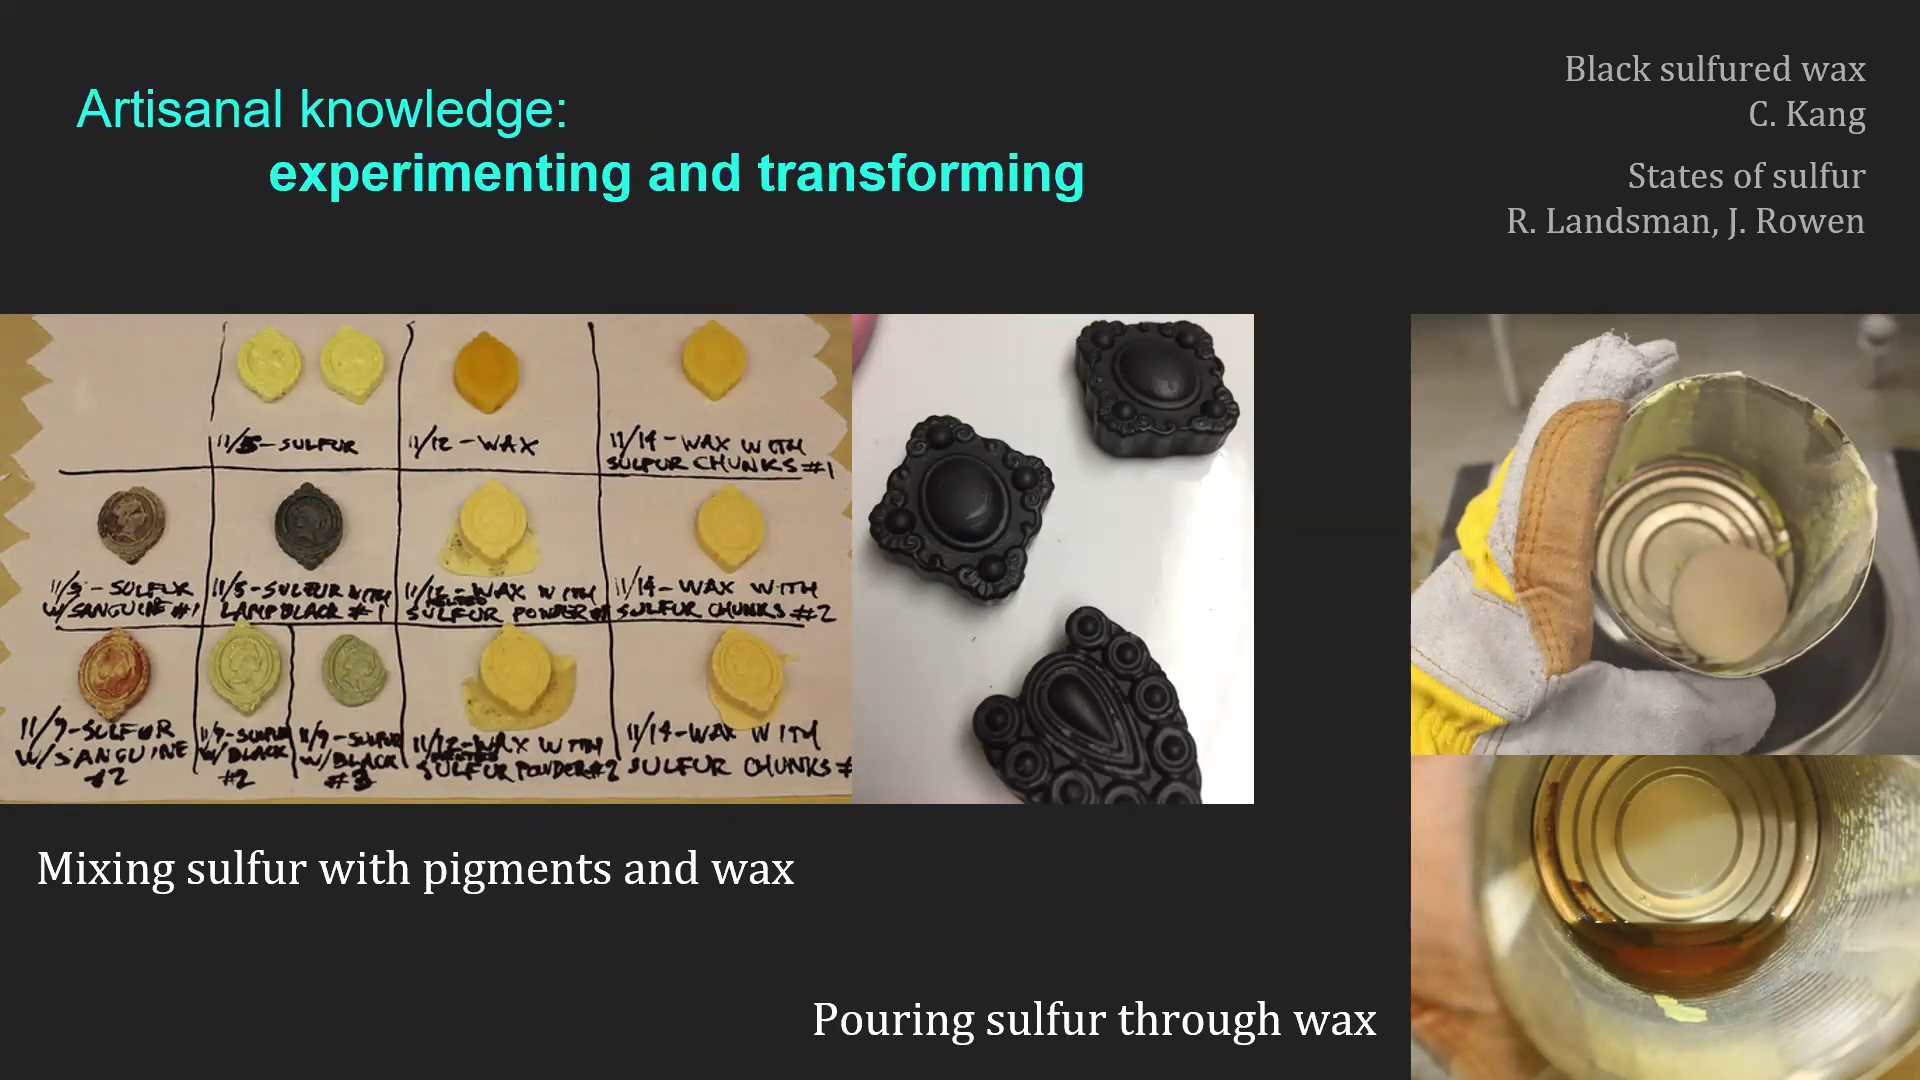 Artisanal knowledge:
experimenting and transforming
Black sulfured wax
C. Kang
States of sulfur
R. Landsman, J. Rowen
11/5-SULFUR
11/12-WAX
11/14-WAX WITH
SULFUR CHUNKS #1
11/5-SULFUR
W/SANGUINE #1
11/5-SULFUR WITH
LAMPBLACK #1
11/12-WAX WITH
SULFUR POWDER
11/14-WAX WITH
SULFUR CHUNKS #2
11/9-SULFUR
W/SANGUINE
#2
11/9-SULFUR
W/BLACK
#2
11/9-SULFUR
W/BLACK
#3
11/12-WAX WITH
SULFUR POWDER #2
11/14-WAX WITH
SULFUR CHUNKS #
Mixing sulfur with pigments and wax
Pouring sulfur through wax